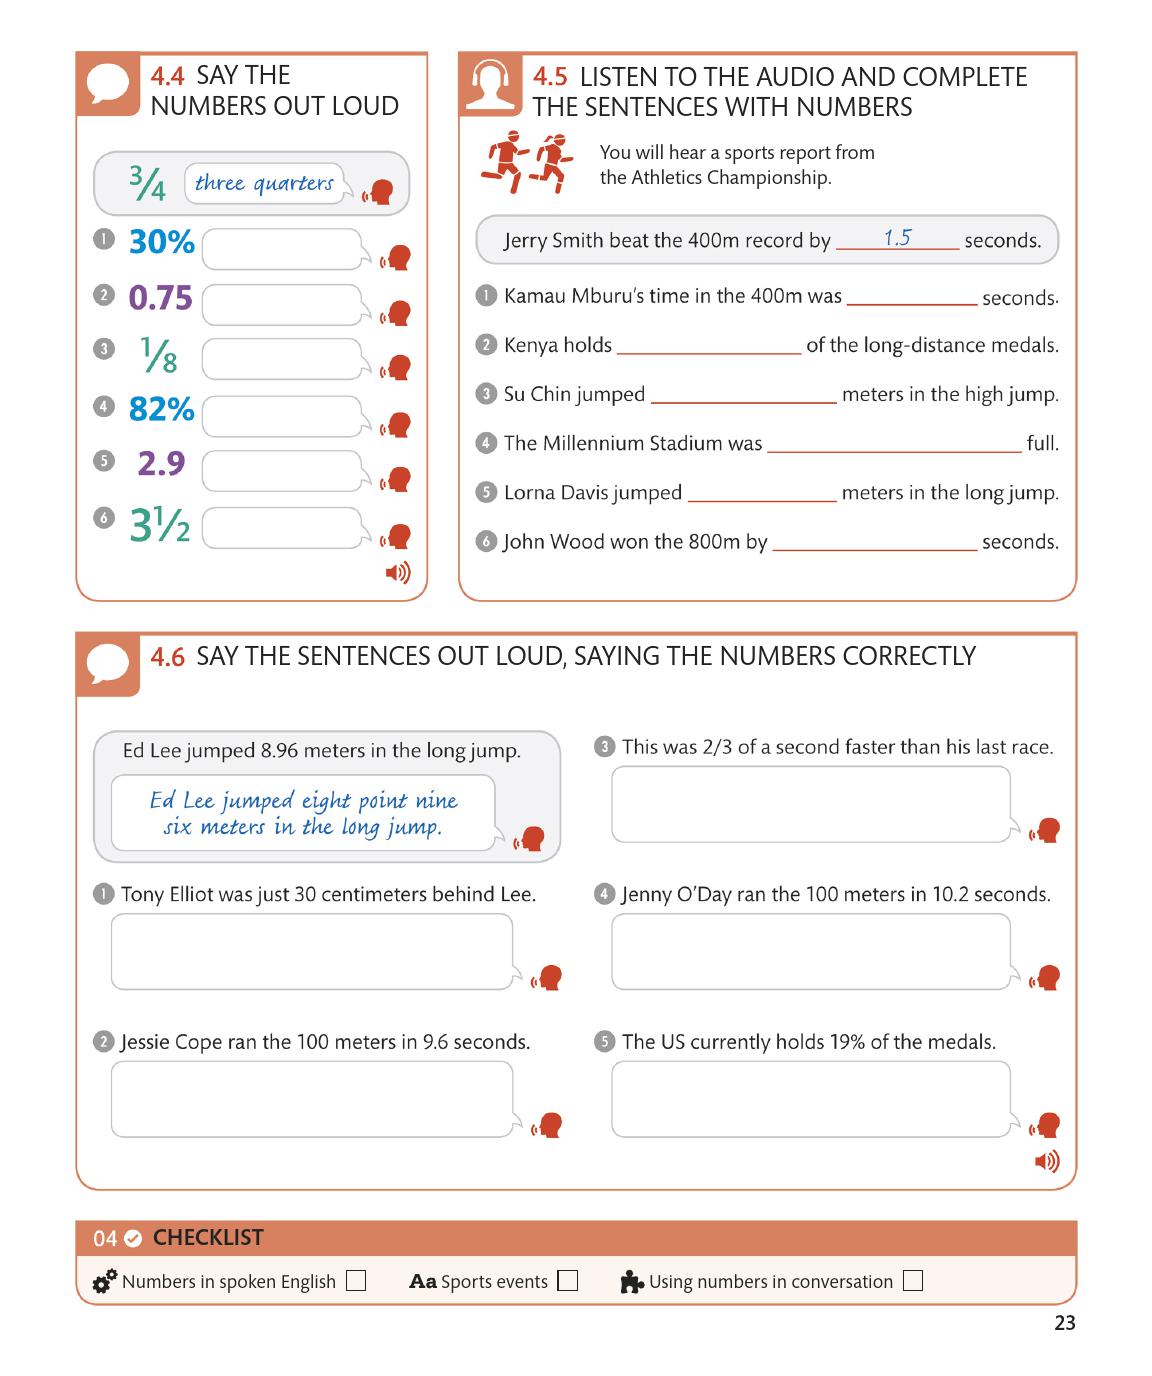 4.4 SAY THE
NUMBERS OUT LOUD
3/4 three quarters
1 30%
2 0.75
3 1/8
4 82%
5 2.9
6 3 1/2
4.5 LISTEN TO THE AUDIO AND COMPLETE
THE SENTENCES WITH NUMBERS
You will hear a sports report from
the Athletics Championship.
Jerry Smith beat the 400m record by 1.5 seconds.
1 Kamau Mburu's time in the 400m was ____________ seconds.
2 Kenya holds ____________ of the long-distance medals.
3 Su Chin jumped ____________ meters in the high jump.
4 The Millennium Stadium was ____________ full.
5 Lorna Davis jumped ____________ meters in the long jump.
6 John Wood won the 800m by ____________ seconds.
4.6 SAY THE SENTENCES OUT LOUD, SAYING THE NUMBERS CORRECTLY
Ed Lee jumped 8.96 meters in the long jump.
Ed Lee jumped eight point nine
six meters in the long jump.
1 Tony Elliot was just 30 centimeters behind Lee.
2 Jessie Cope ran the 100 meters in 9.6 seconds.
3 This was 2/3 of a second faster than his last race.
4 Jenny O'Day ran the 100 meters in 10.2 seconds.
5 The US currently holds 19% of the medals.
04 CHECKLIST
Numbers in spoken English
Aa Sports events
Using numbers in conversation
23